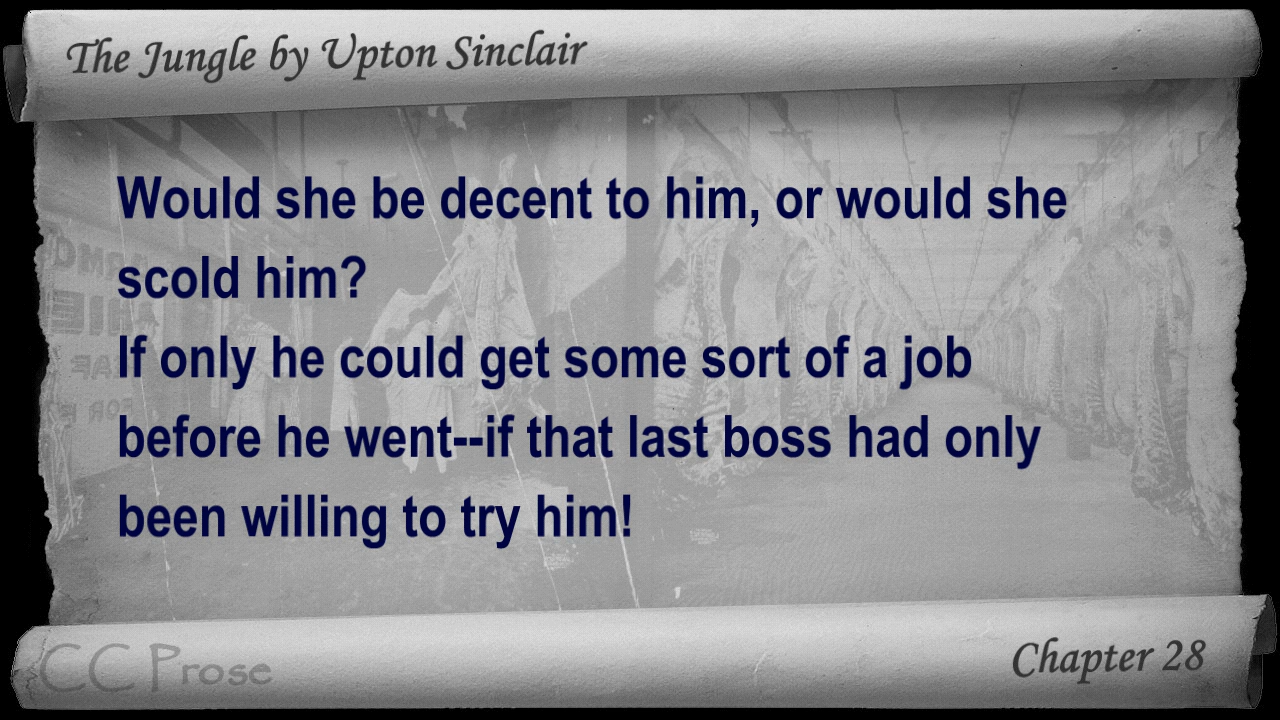 The Jungle by Upton Sinclair
Would she be decent to him, or would she
scold him?
If only he could get some sort of a job
before he went--if that last boss had only
been willing to try him!
CC Prose
Chapter 28